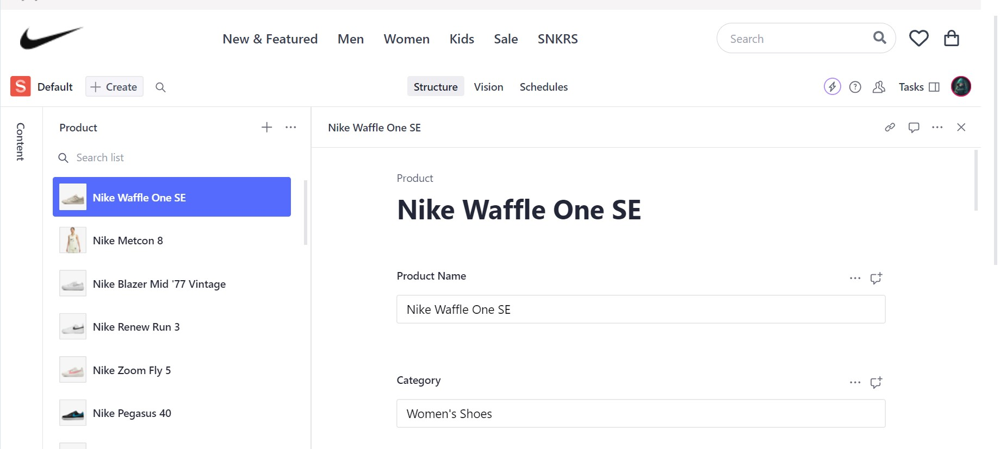 New & Featured Men Women Kids Sale SNKRS Search
S Default Create Structure Vision Schedules ? Tasks
Content
Product
Search list
Nike Waffle One SE
Nike Metcon 8
Nike Blazer Mid '77 Vintage
Nike Renew Run 3
Nike Zoom Fly 5
Nike Pegasus 40
Nike Waffle One SE
Product
Nike Waffle One SE
Product Name
Nike Waffle One SE
Category
Women's Shoes